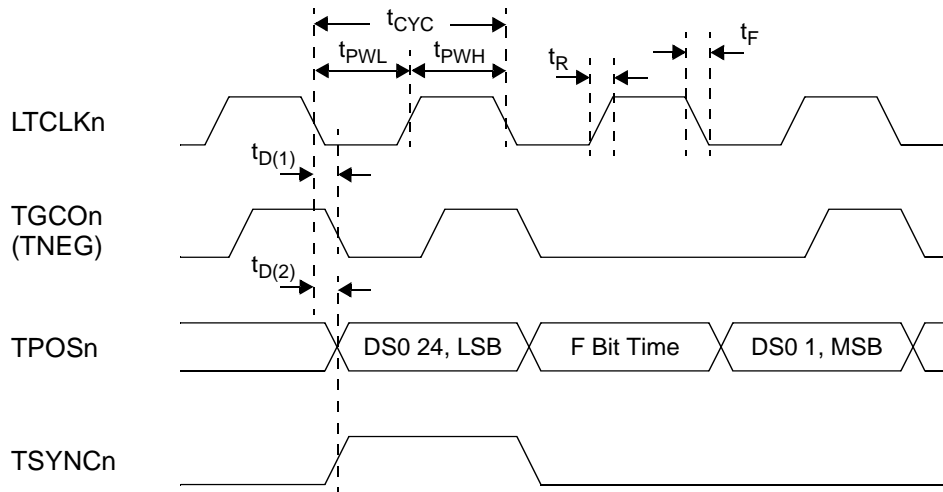 tCYC
tPWL tPWH tR tF
LTCLKn
tD(1)
TGCOn
(TNEG)
tD(2)
TPOSn DS0 24, LSB F Bit Time DS0 1, MSB
TSYNCn